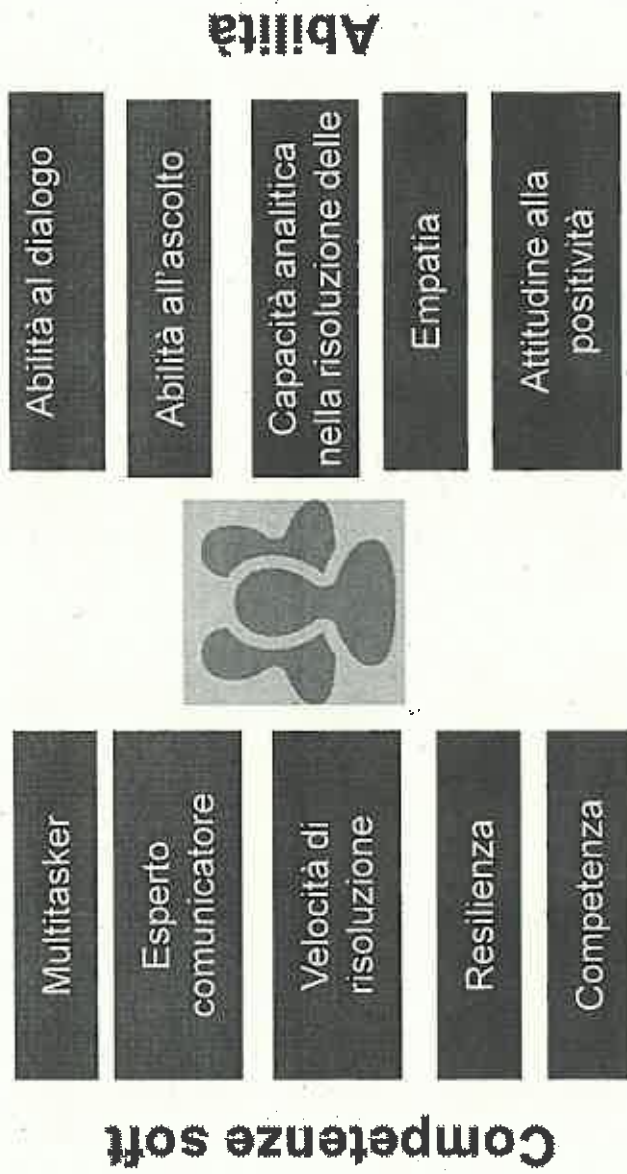 Competenze soft
Multitasker
Esperto
comunicatore
Velocità di
risoluzione
Resilienza
Competenza
Abilità
Abilità al dialogo
Abilità all'ascolto
Capacità analitica
nella risoluzione delle
Empatia
Attitudine alla
positività